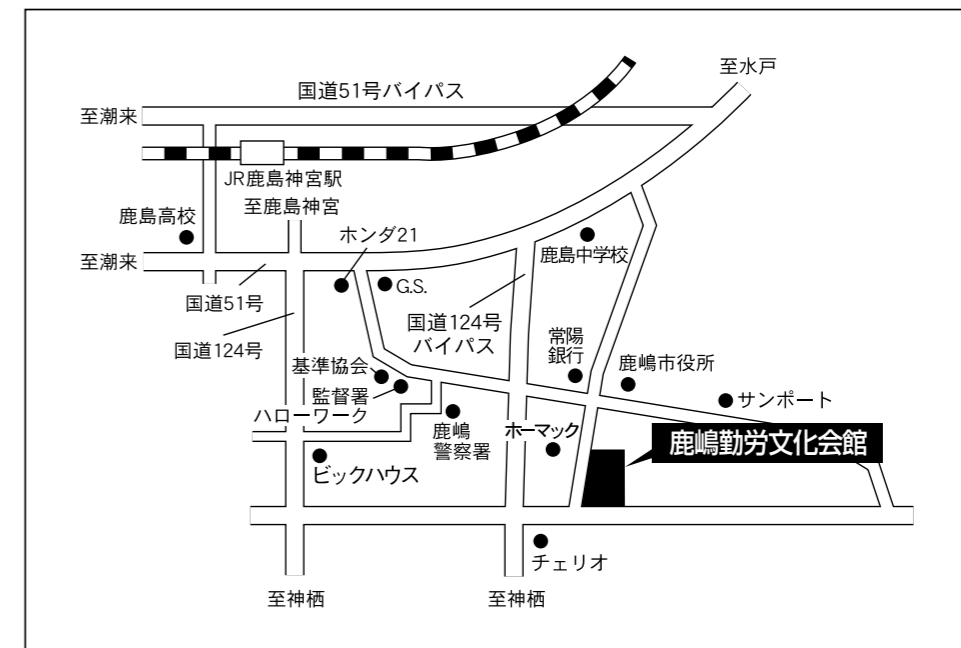 至水戸
国道51号バイパス
至潮来
JR鹿島神宮駅
至鹿島神宮
鹿島高校
ホンダ21
鹿島中学校
至潮来
G.S.
国道51号
国道124号
バイパス
国道124号
常陽
銀行
基準協会
鹿嶋市役所
監督署
サンポート
ハローワーク
鹿嶋
警察署
ホーマック
鹿嶋勤労文化会館
ビックハウス
チェリオ
至神栖
至神栖